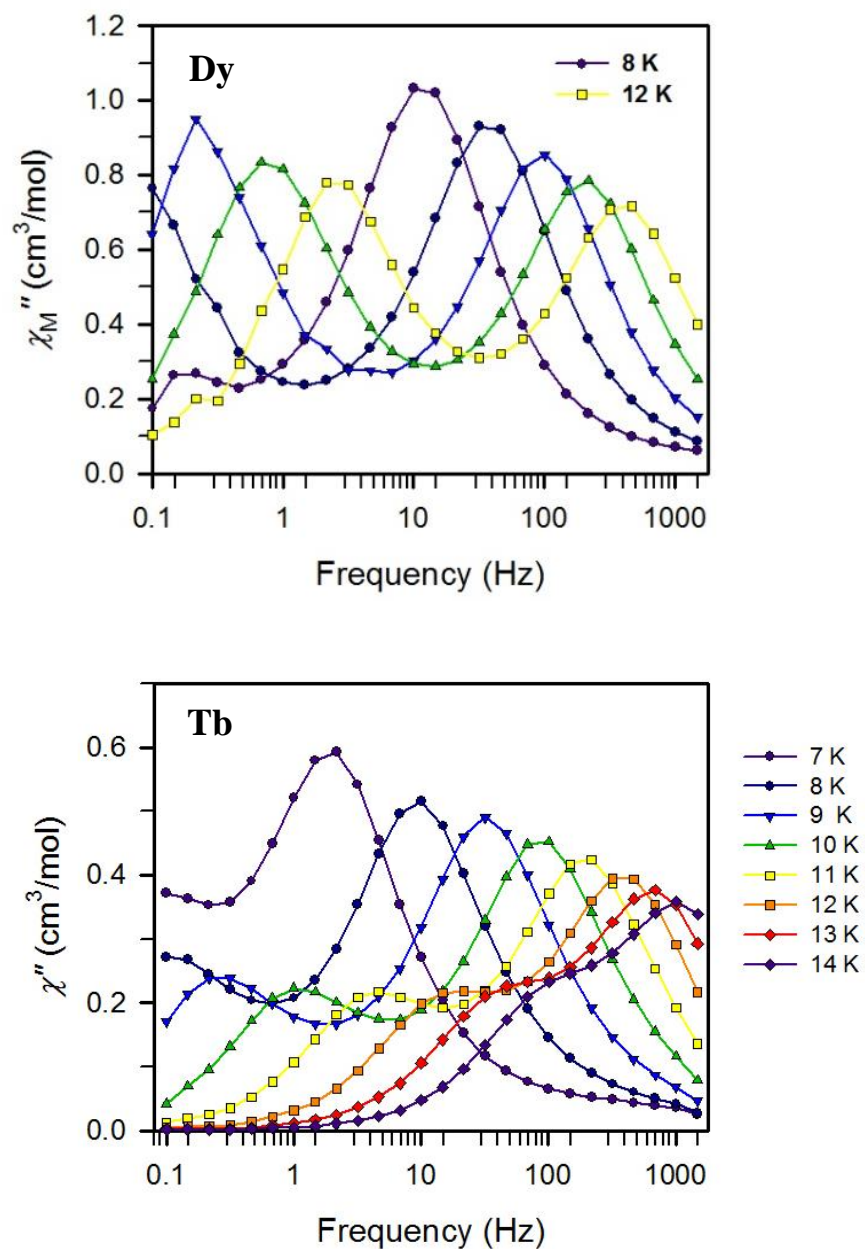 Dy
8 K
12 K
1.2
1.0
0.8
0.6
0.4
0.2
0.0
χM″ (cm³/mol)
0.1 1 10 100 1000
Frequency (Hz)
Tb
7 K
8 K
9 K
10 K
11 K
12 K
13 K
14 K
0.6
0.4
0.2
0.0
χ″ (cm³/mol)
0.1 1 10 100 1000
Frequency (Hz)